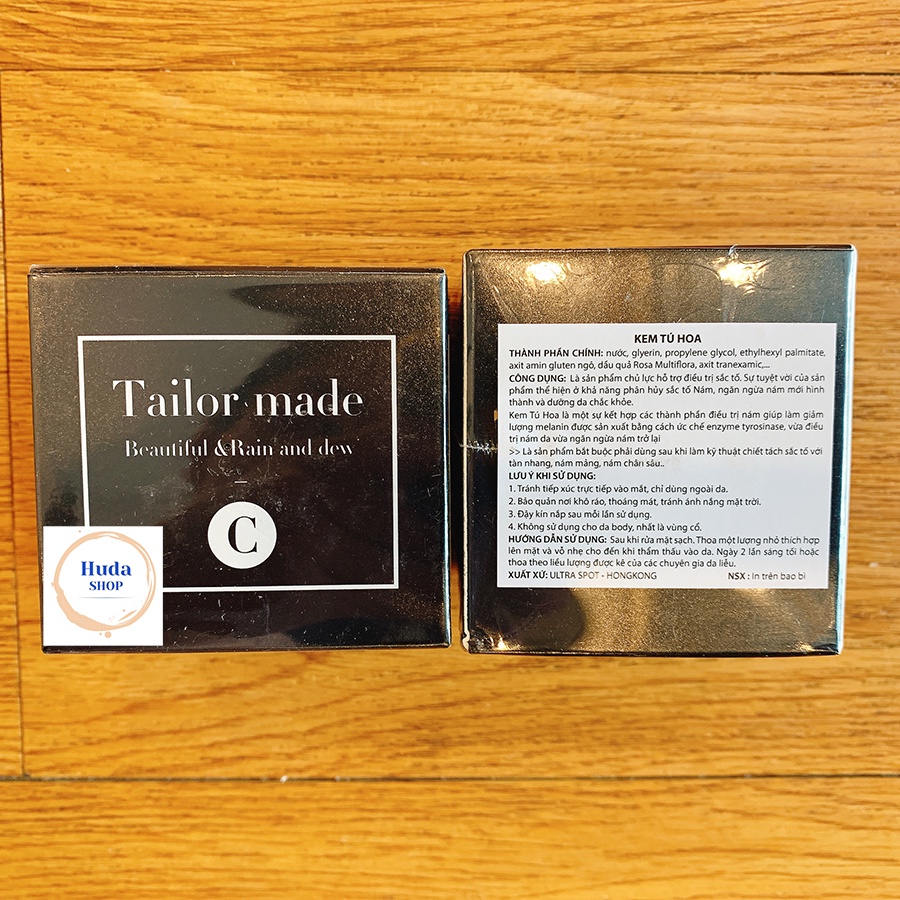 Tailor made
Beautiful &Rain and dew
C
Huda
SHOP
KEM TÚ HOA
THÀNH PHẦN CHÍNH: nước, glyerin, propylene glycol, ethylhexyl palmitate,
axit amin gluten ngỏ, dầu quả Rosa Multiflora, axit tranexamic,...
CÔNG DỤNG: Là sản phẩm chủ lực hỗ trợ điều trị sắc tố. Sự tuyệt vời của sản
phẩm thể hiện ở khả năng phân hủy sắc tố Nám, ngăn ngừa nám mới hình
thành và dưỡng da chắc khỏe.
Kem Tú Hoa là một sự kết hợp các thành phần điều trị nám giúp làm giảm
lượng melanin được sản xuất bằng cách ức chế enzyme tyrosinase, vừa điều
trị nám da vừa ngăn ngừa nám trở lại
>> Là sản phẩm bắt buộc phải dùng sau khi làm kỹ thuật chiết tách sắc tố với
tàn nhang, nám mảng, nám chân sâu..
LƯU Ý KHI SỬ DỤNG:
1. Tránh tiếp xúc trực tiếp vào mắt, chỉ dùng ngoài da.
2. Bảo quản nơi khô ráo, thoáng mát, tránh ánh nắng mặt trời.
3. Đậy kín nắp sau mỗi lần sử dụng.
4. Không sử dụng cho da body, nhất là vùng cổ.
HƯỚNG DẪN SỬ DỤNG: Sau khi rửa mặt sạch. Thoa một lượng nhỏ thích hợp
lên mặt và vỗ nhẹ cho đến khi thẩm thấu vào da. Ngày 2 lần sáng tối hoặc
thoa theo liều lượng được kê của các chuyên gia da liễu.
XUẤT XỨ: ULTRA SPOT - HONGKONG NSX : In trên bao bì